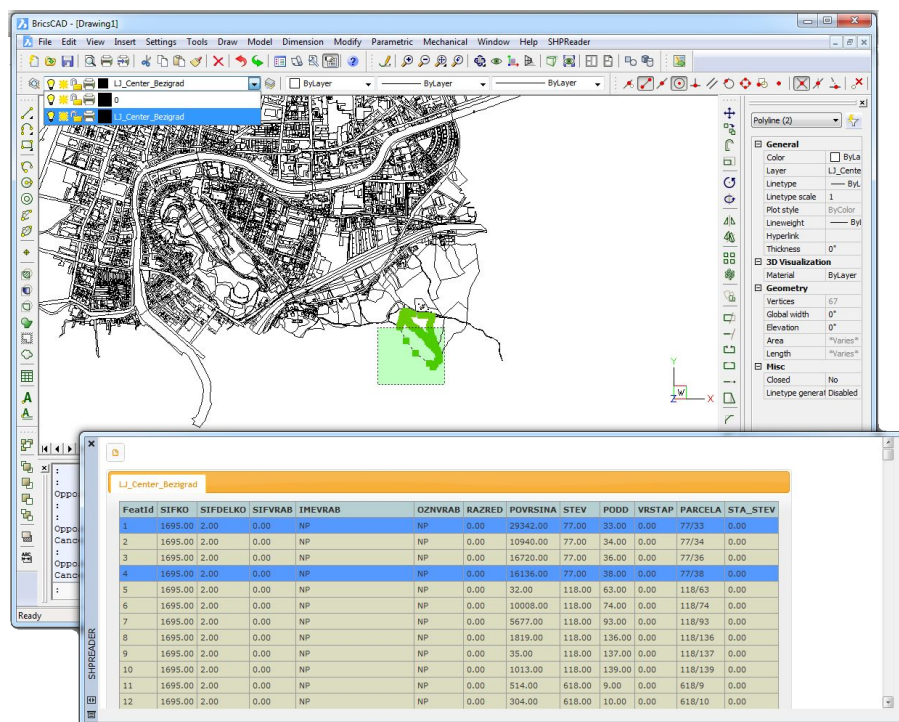 BricsCAD - [Drawing1]
File Edit View Insert Settings Tools Draw Model Dimension Modify Parametric Mechanical Window Help SHPReader
LJ_Center_Bezigrad ByLayer ByLayer ByLayer
0
LJ_Center_Bezigrad
Polyline (2)
General
Color ByLa
Layer LJ_Cente
Linetype ByL
Linetype scale 1
Plot style ByColor
Lineweight Byl
Hyperlink
Thickness 0"
3D Visualization
Material ByLayer
Geometry
Vertices 67
Global width 0"
Elevation 0"
Area *Varies*
Length *Varies*
Misc
Closed No
Linetype generat Disabled
Y
W
Z X
:
:
Oppo
:
Oppo
Cance
:
Oppo
Cance
:
Ready
SHPREADER
LJ_Center_Bezigrad
FeatId SIFKO SIFDELKO SIFVRAB IMEVRAB OZNVRAB RAZRED POVRSINA STEV PODD VRSTAP PARCELA STA_STEV
1 1695.00 2.00 0.00 NP NP 0.00 29342.00 77.00 33.00 0.00 77/33 0.00
2 1695.00 2.00 0.00 NP NP 0.00 10940.00 77.00 34.00 0.00 77/34 0.00
3 1695.00 2.00 0.00 NP NP 0.00 16720.00 77.00 36.00 0.00 77/36 0.00
4 1695.00 2.00 0.00 NP NP 0.00 16136.00 77.00 38.00 0.00 77/38 0.00
5 1695.00 2.00 0.00 NP NP 0.00 32.00 118.00 63.00 0.00 118/63 0.00
6 1695.00 2.00 0.00 NP NP 0.00 10008.00 118.00 74.00 0.00 118/74 0.00
7 1695.00 2.00 0.00 NP NP 0.00 5677.00 118.00 93.00 0.00 118/93 0.00
8 1695.00 2.00 0.00 NP NP 0.00 1819.00 118.00 136.00 0.00 118/136 0.00
9 1695.00 2.00 0.00 NP NP 0.00 35.00 118.00 137.00 0.00 118/137 0.00
10 1695.00 2.00 0.00 NP NP 0.00 1013.00 118.00 139.00 0.00 118/139 0.00
11 1695.00 2.00 0.00 NP NP 0.00 514.00 618.00 9.00 0.00 618/9 0.00
12 1695.00 2.00 0.00 NP NP 0.00 304.00 618.00 10.00 0.00 618/10 0.00